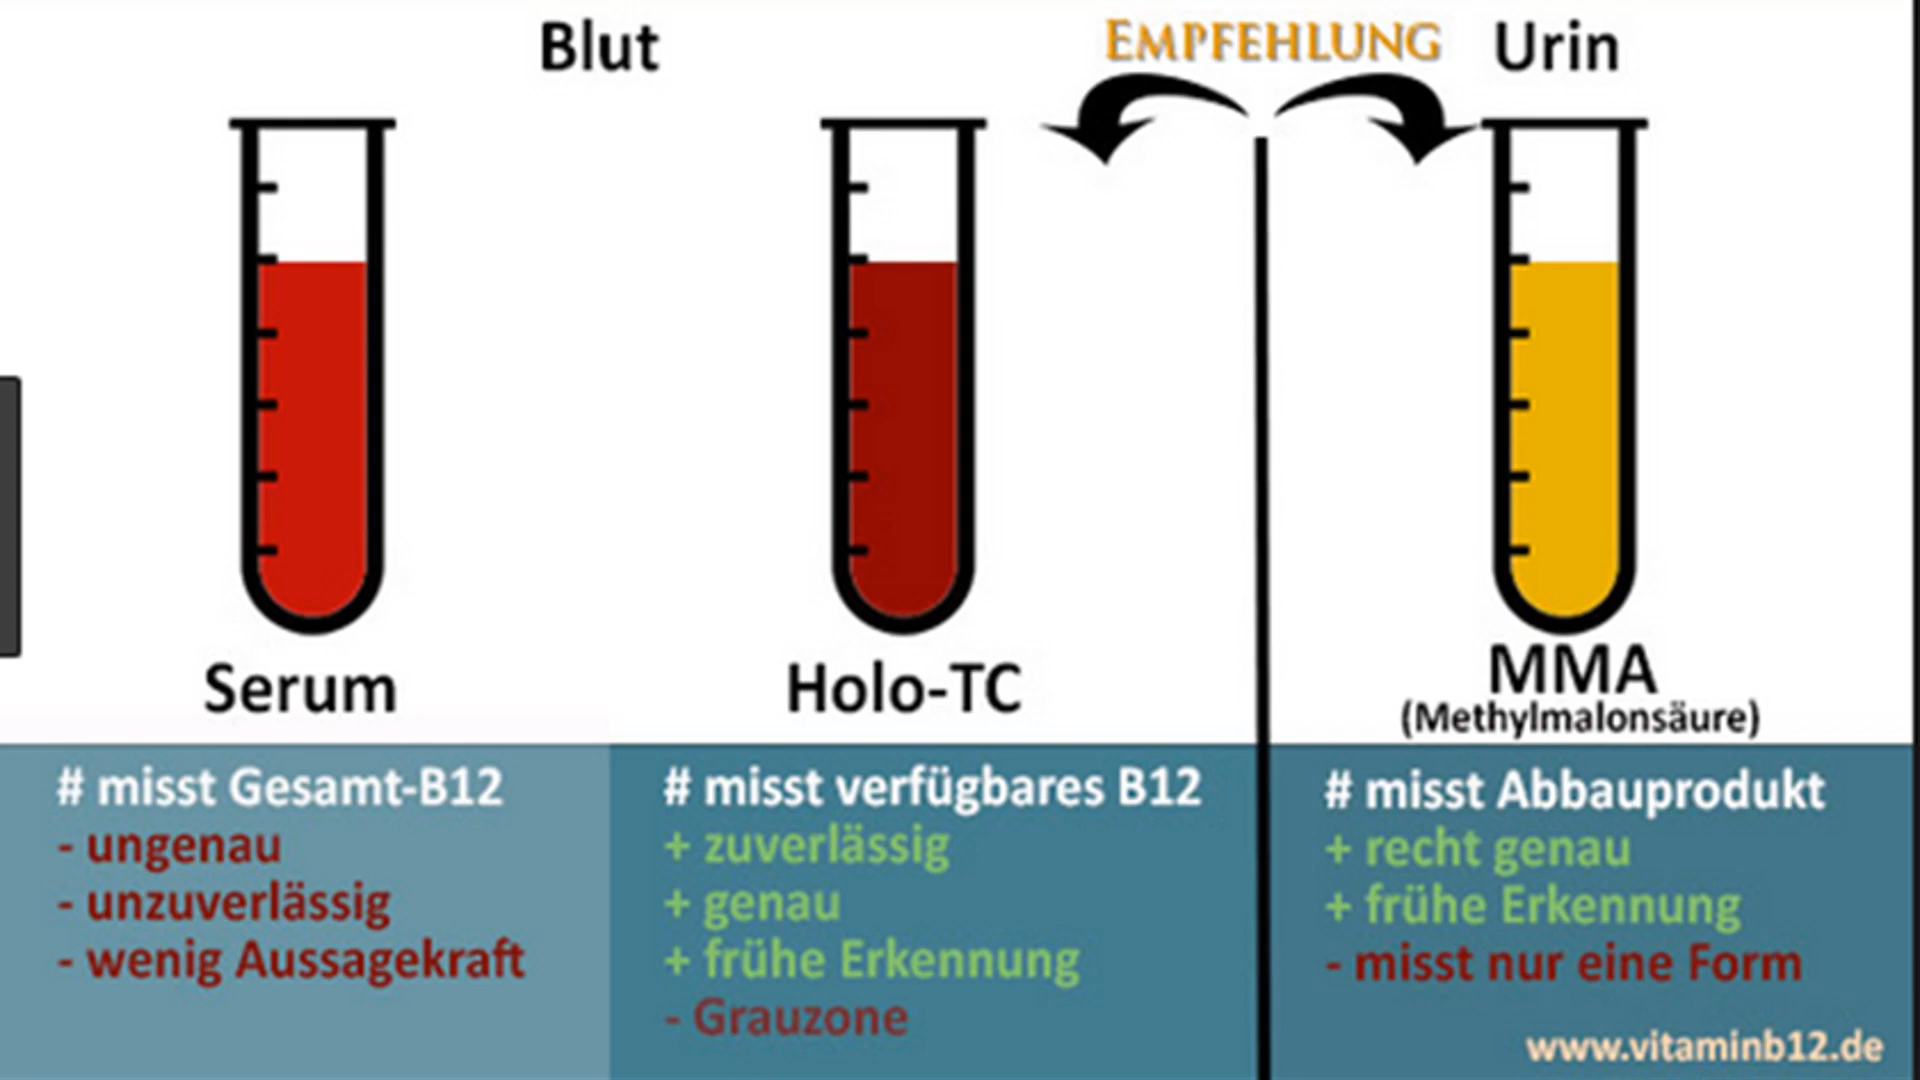 Blut
EMPFEHLUNG
Urin
Serum
Holo-TC
MMA
(Methylmalonsäure)
# misst Gesamt-B12
- ungenau
- unzuverlässig
- wenig Aussagekraft
# misst verfügbares B12
+ zuverlässig
+ genau
+ frühe Erkennung
- Grauzone
# misst Abbauprodukt
+ recht genau
+ frühe Erkennung
- misst nur eine Form
www.vitaminb12.de